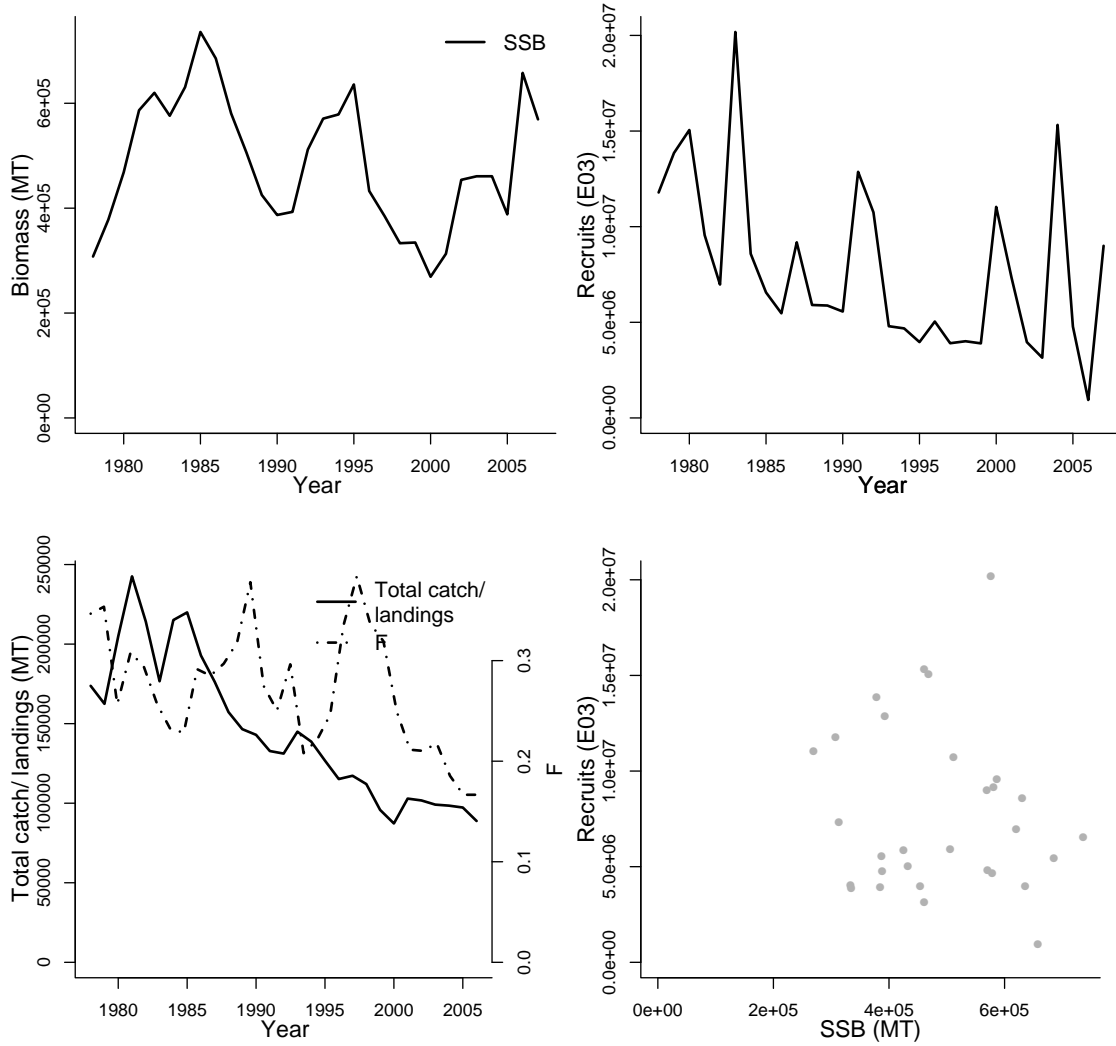 SSB
Biomass (MT)
0e+00 2e+05 4e+05 6e+05
1980 1985 1990 1995 2000 2005
Year
Recruits (E03)
0.0e+00 5.0e+06 1.0e+07 1.5e+07 2.0e+07
1980 1985 1990 1995 2000 2005
Year
Total catch/
landings
F
Total catch/ landings (MT)
0 50000 100000 150000 200000 250000
0.0 0.1 0.2 0.3
F
1980 1985 1990 1995 2000 2005
Year
Recruits (E03)
0.0e+00 5.0e+06 1.0e+07 1.5e+07 2.0e+07
0e+00 2e+05 4e+05 6e+05
SSB (MT)